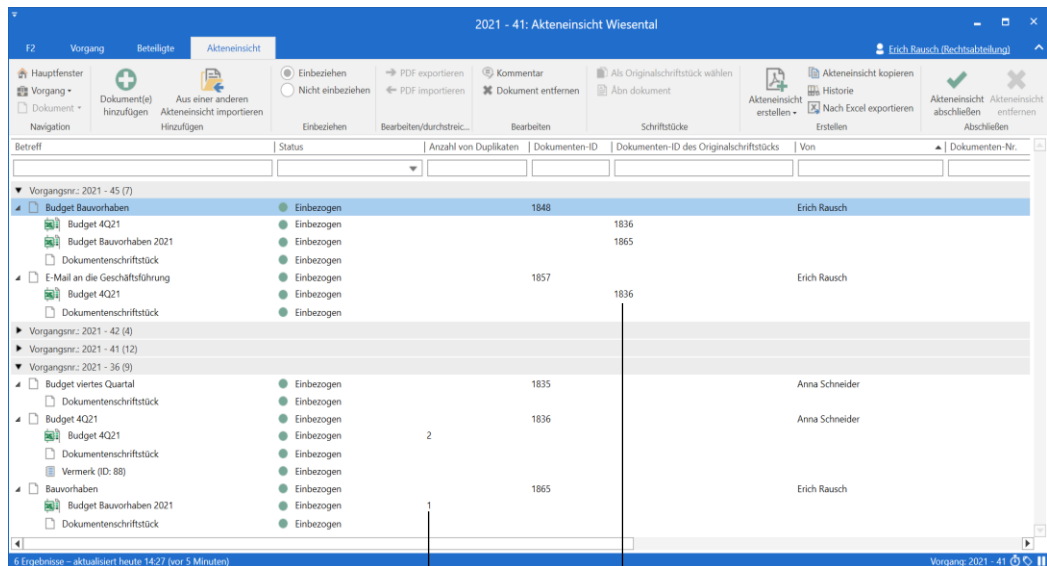 2021 - 41: Akteneinsicht Wiesental
F2 Vorgang Beteiligte Akteneinsicht Erich Rausch (Rechtsabteilung)
Hauptfenster
Vorgang
Dokument
Navigation
Dokument(e) hinzufügen
Aus einer anderen Akteneinsicht importieren
Hinzufügen
Einbeziehen
Nicht einbeziehen
Einbeziehen
PDF exportieren
PDF importieren
Bearbeiten/durchstreic...
Kommentar
Dokument entfernen
Bearbeiten
Als Originalschriftstück wählen
Äbn dokument
Schriftstücke
Akteneinsicht erstellen
Akteneinsicht kopieren
Historie
Nach Excel exportieren
Erstellen
Akteneinsicht abschließen
Akteneinsicht entfernen
Abschließen
Betreff Status Anzahl von Duplikaten Dokumenten-ID Dokumenten-ID des Originalschriftstücks Von Dokumenten-Nr.
Vorgangsnr.: 2021 - 45 (7)
Budget Bauvorhaben Einbezogen 1848 Erich Rausch
Budget 4Q21 Einbezogen 1836
Budget Bauvorhaben 2021 Einbezogen 1865
Dokumentenschriftstück Einbezogen
E-Mail an die Geschäftsführung Einbezogen 1857 Erich Rausch
Budget 4Q21 Einbezogen 1836
Dokumentenschriftstück Einbezogen
Vorgangsnr.: 2021 - 42 (4)
Vorgangsnr.: 2021 - 41 (12)
Vorgangsnr.: 2021 - 36 (9)
Budget viertes Quartal Einbezogen 1835 Anna Schneider
Dokumentenschriftstück Einbezogen
Budget 4Q21 Einbezogen 1836 Anna Schneider
Budget 4Q21 Einbezogen 2
Dokumentenschriftstück Einbezogen
Vermerk (ID: 88) Einbezogen
Bauvorhaben Einbezogen 1865 Erich Rausch
Budget Bauvorhaben 2021 Einbezogen 1
Dokumentenschriftstück Einbezogen
6 Ergebnisse – aktualisiert heute 14:27 (vor 5 Minuten) Vorgang: 2021 - 41